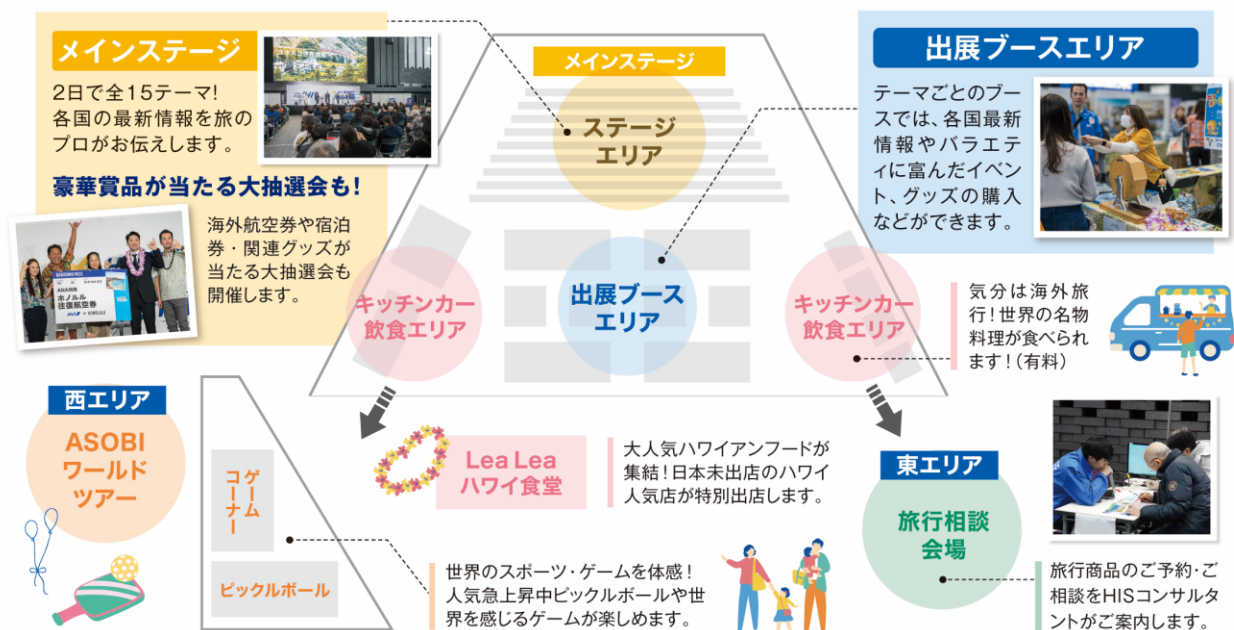 メインステージ
2日で全15テーマ!
各国の最新情報を旅の
プロがお伝えします。
豪華賞品が当たる大抽選会も!
海外航空券や宿泊
券・関連グッズが
当たる大抽選会も
開催します。
ホノルル
往復航空券
メインステージ
ステージ
エリア
出展ブースエリア
テーマごとのブー
スでは、各国最新
情報やバラエテ
ィに富んだイベン
ト、グッズの購入
などができます。
キッチンカー
飲食エリア
出展ブース
エリア
キッチンカー
飲食エリア
気分は海外旅
行!世界の名物
料理が食べられ
ます!(有料)
西エリア
ASOBI
ワールド
ツアー
ゲーム
コーナー
ピックルボール
Lea Lea
ハワイ食堂
大人気ハワイアンフードが
集結!日本未出店のハワイ
人気店が特別出店します。
世界のスポーツ・ゲームを体感!
人気急上昇中ピックルボールや世
界を感じるゲームが楽しめます。
東エリア
旅行相談
会場
旅行商品のご予約・ご
相談をHISコンサルタ
ントがご案内します。